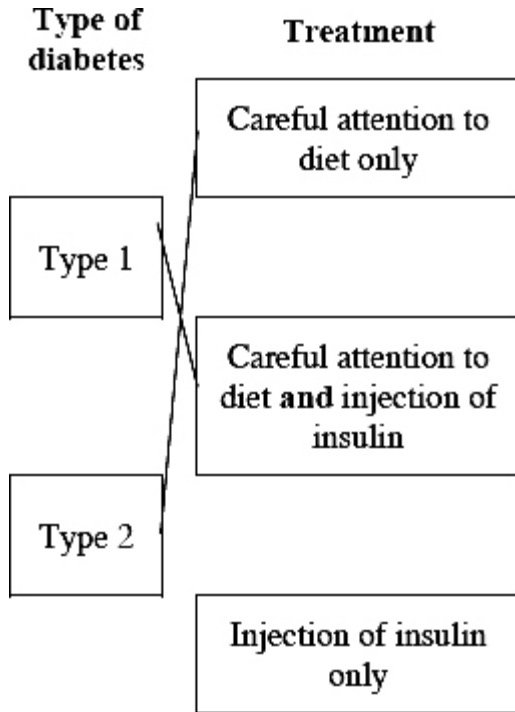 Type of
diabetes
Treatment
Careful attention to
diet only
Type 1
Careful attention to
diet and injection of
insulin
Type 2
Injection of insulin
only